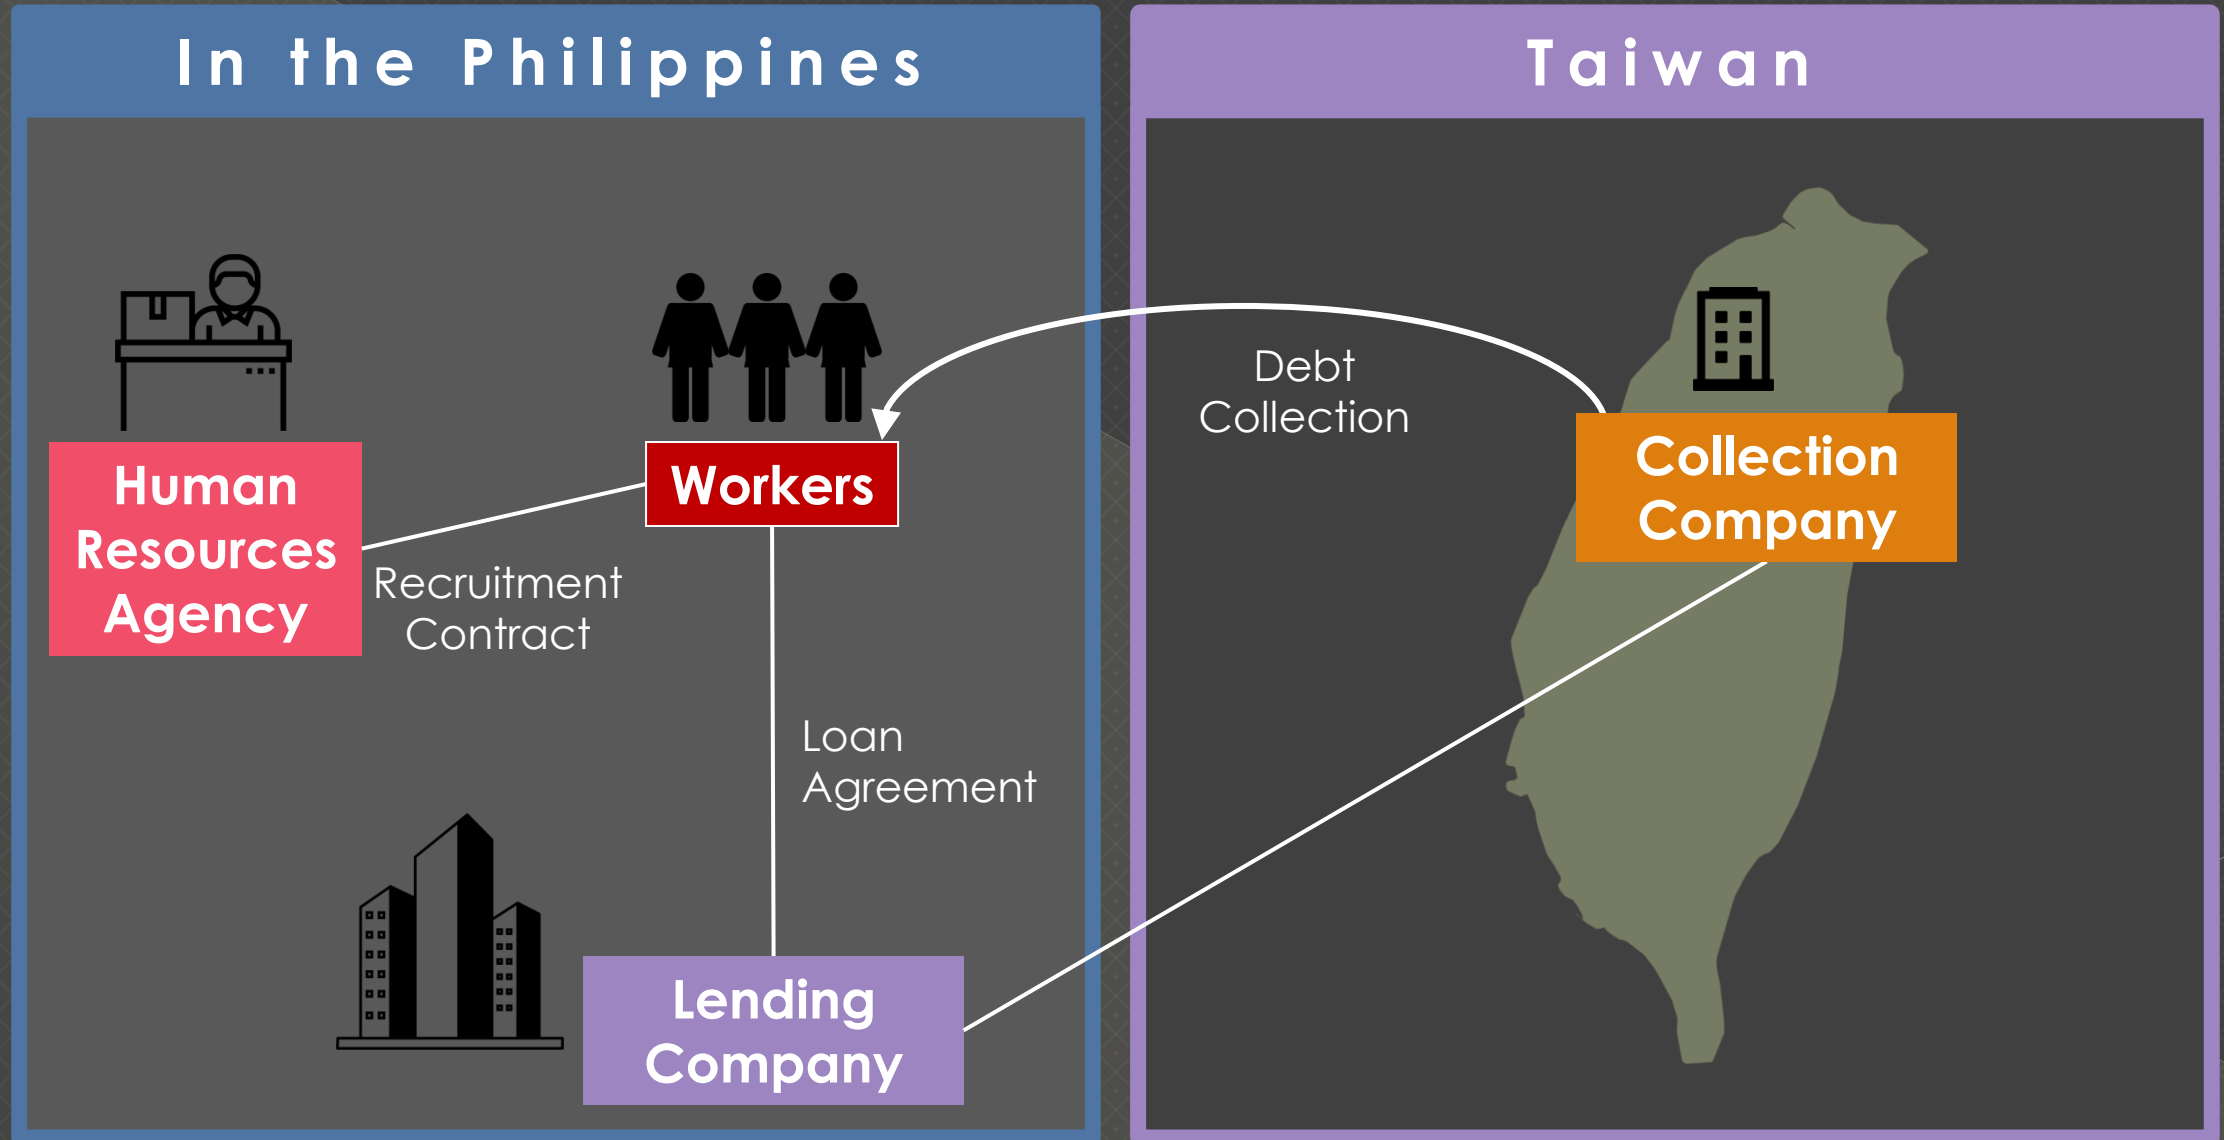 In the Philippines
Taiwan
Human
Resources
Agency
Workers
Recruitment
Contract
Debt
Collection
Collection
Company
Loan
Agreement
Lending
Company